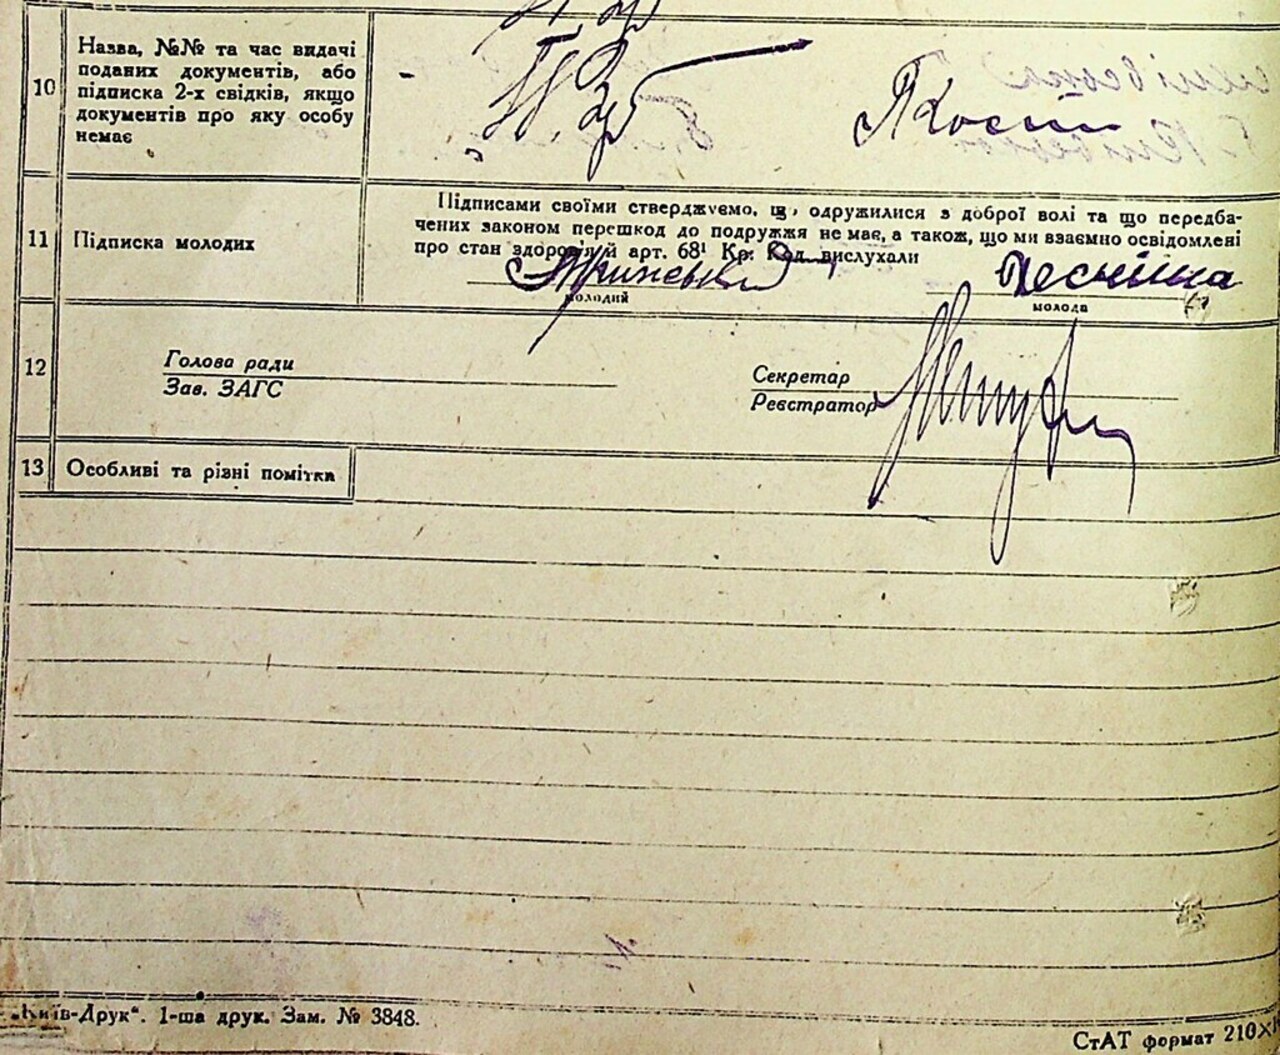 10
Назва, №№ та час видачі
поданих документів, або
підписка 2-х свідків, якщо
документів про яку особу
немає
11
Підписка молодих
Підписами своїми стверджуємо, що одружилися з доброї волі та що передба-
чених законом перешкод до подружжя не має, а також, що ми взаємно освідомлені
про стан здоров'я й арт. 68¹ Кр. Код. вислухали
молодий
молода
12
Голова ради
Зав. ЗАГС
Секретар
Реєстратор
13
Особливі та різні помітки
„Київ-Друк“. 1-ша друк. Зам. № 3848.
СтАТ формат 210×